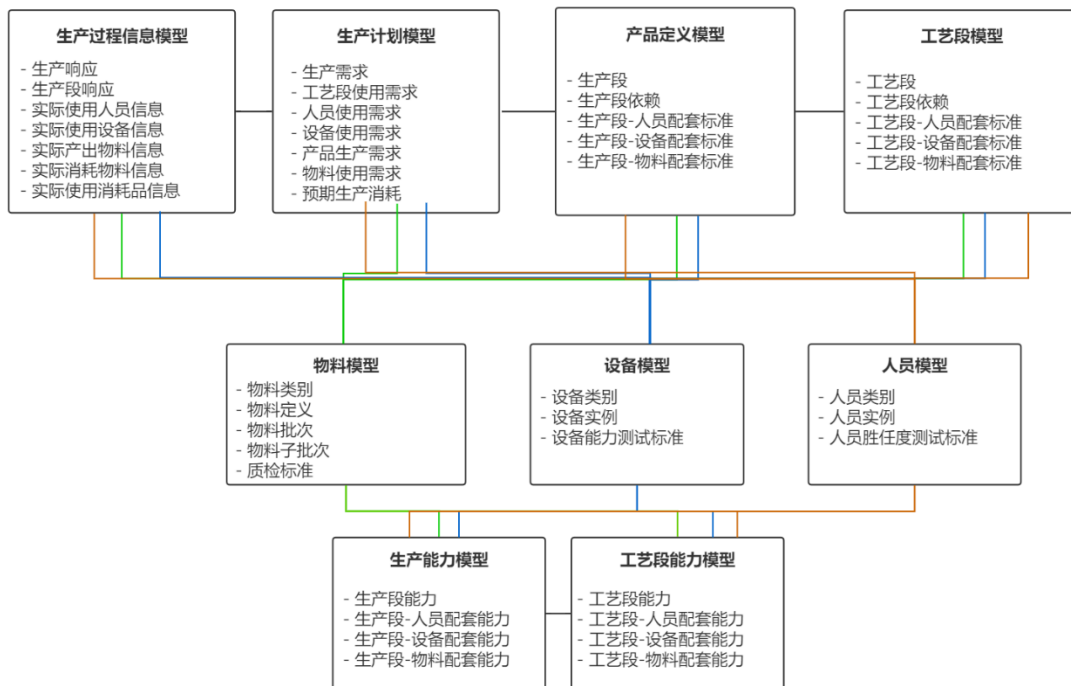 生产过程信息模型
- 生产响应
- 生产段响应
- 实际使用人员信息
- 实际使用设备信息
- 实际产出物料信息
- 实际消耗物料信息
- 实际使用消耗品信息
生产计划模型
- 生产需求
- 工艺段使用需求
- 人员使用需求
- 设备使用需求
- 产品生产需求
- 物料使用需求
- 预期生产消耗
产品定义模型
- 生产段
- 生产段依赖
- 生产段-人员配套标准
- 生产段-设备配套标准
- 生产段-物料配套标准
工艺段模型
- 工艺段
- 工艺段依赖
- 工艺段-人员配套标准
- 工艺段-设备配套标准
- 工艺段-物料配套标准
物料模型
- 物料类别
- 物料定义
- 物料批次
- 物料子批次
- 质检标准
设备模型
- 设备类别
- 设备实例
- 设备能力测试标准
人员模型
- 人员类别
- 人员实例
- 人员胜任度测试标准
生产能力模型
- 生产段能力
- 生产段-人员配套能力
- 生产段-设备配套能力
- 生产段-物料配套能力
工艺段能力模型
- 工艺段能力
- 工艺段-人员配套能力
- 工艺段-设备配套能力
- 工艺段-物料配套能力